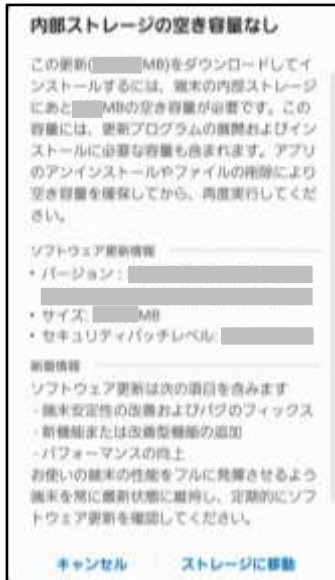 内部ストレージの空き容量なし
この更新( MB)をダウンロードしてイ
ンストールするには、端末の内部ストレージ
にあと MBの空き容量が必要です。この
容量には、更新プログラムの展開およびイン
ストールに必要な容量も含まれます。アプリ
のアンインストールやファイルの削除により
空き容量を確保してから、再度実行してくだ
さい。
ソフトウェア更新情報
・バージョン：
・サイズ: MB
・セキュリティパッチレベル:
新着情報
ソフトウェア更新は次の項目を含みます
- 端末安定性の改善およびバグのフィックス
- 新機能または改善型機能の追加
- パフォーマンスの向上
お使いの端末の性能をフルに発揮させるよう
端末を常に最新状態に維持し、定期的にソフ
トウェア更新を確認してください。
キャンセル ストレージに移動